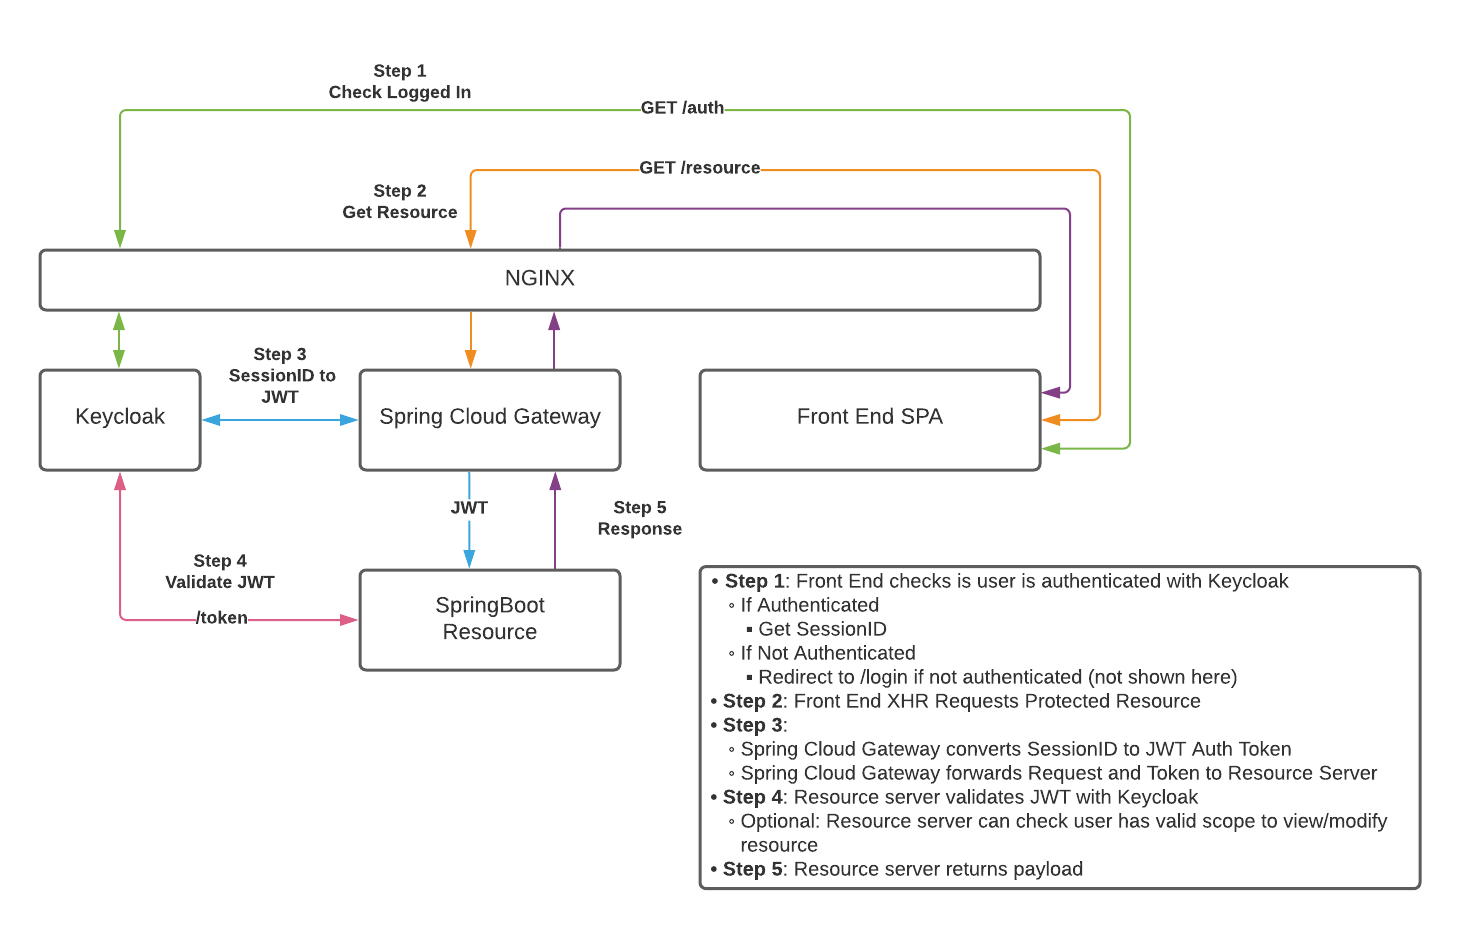 Step 1
Check Logged In
GET /auth
GET /resource
Step 2
Get Resource
NGINX
Step 3
SessionID to
JWT
Keycloak
Spring Cloud Gateway
Front End SPA
JWT
Step 5
Response
Step 4
Validate JWT
/token
SpringBoot
Resource
• Step 1: Front End checks is user is authenticated with Keycloak
◦ If Authenticated
▪ Get SessionID
◦ If Not Authenticated
▪ Redirect to /login if not authenticated (not shown here)
• Step 2: Front End XHR Requests Protected Resource
• Step 3:
◦ Spring Cloud Gateway converts SessionID to JWT Auth Token
◦ Spring Cloud Gateway forwards Request and Token to Resource Server
• Step 4: Resource server validates JWT with Keycloak
◦ Optional: Resource server can check user has valid scope to view/modify
resource
• Step 5: Resource server returns payload